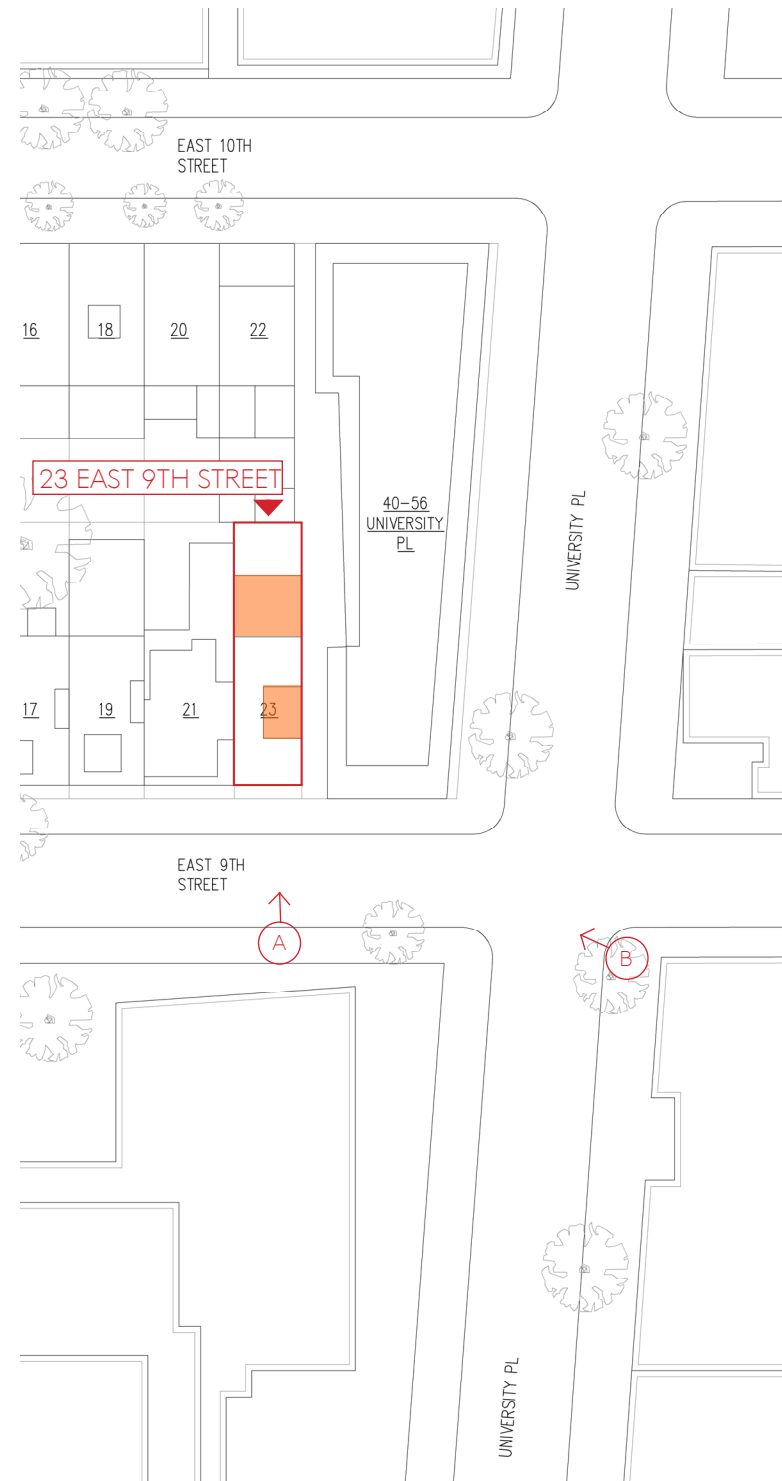 EAST 10TH
STREET
16
18
20
22
23 EAST 9TH STREET
40-56
UNIVERSITY
PL
UNIVERSITY PL
17
19
21
23
EAST 9TH
STREET
A
B
UNIVERSITY PL